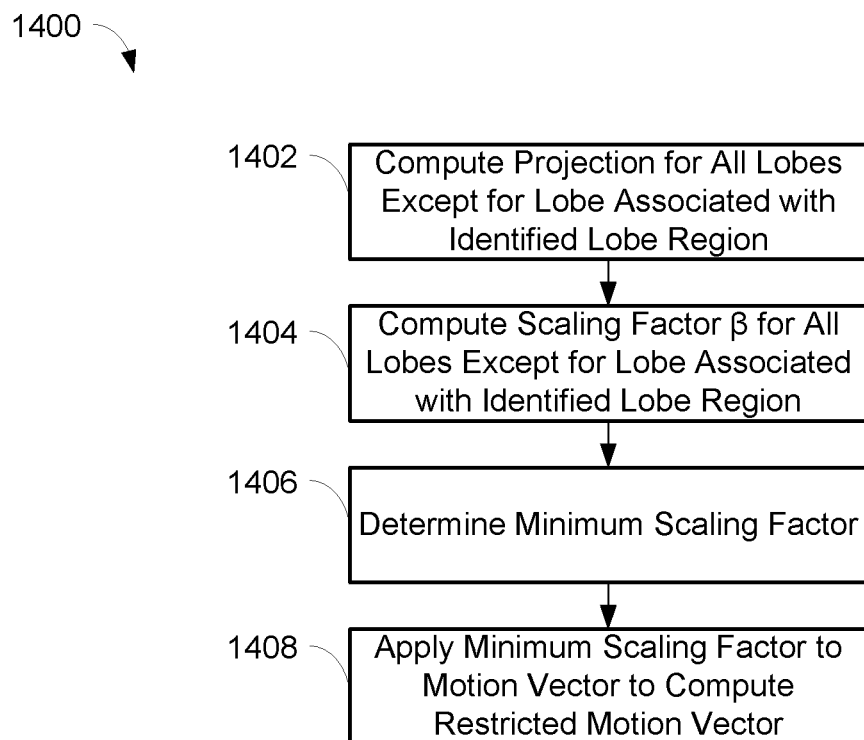 1400
1402
Compute Projection for All Lobes
Except for Lobe Associated with
Identified Lobe Region
1404
Compute Scaling Factor β for All
Lobes Except for Lobe Associated
with Identified Lobe Region
1406
Determine Minimum Scaling Factor
1408
Apply Minimum Scaling Factor to
Motion Vector to Compute
Restricted Motion Vector